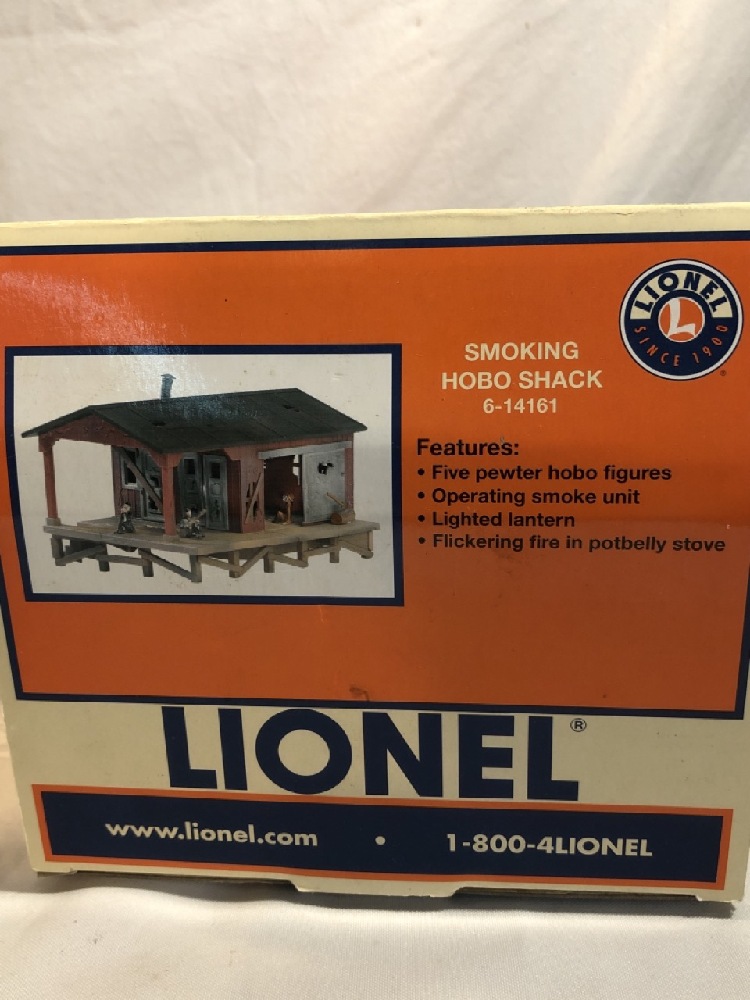 LIONEL
L
SINCE 1900
SMOKING
HOBO SHACK
6-14161
Features:
• Five pewter hobo figures
• Operating smoke unit
• Lighted lantern
• Flickering fire in potbelly stove
LIONEL®
www.lionel.com • 1-800-4LIONEL